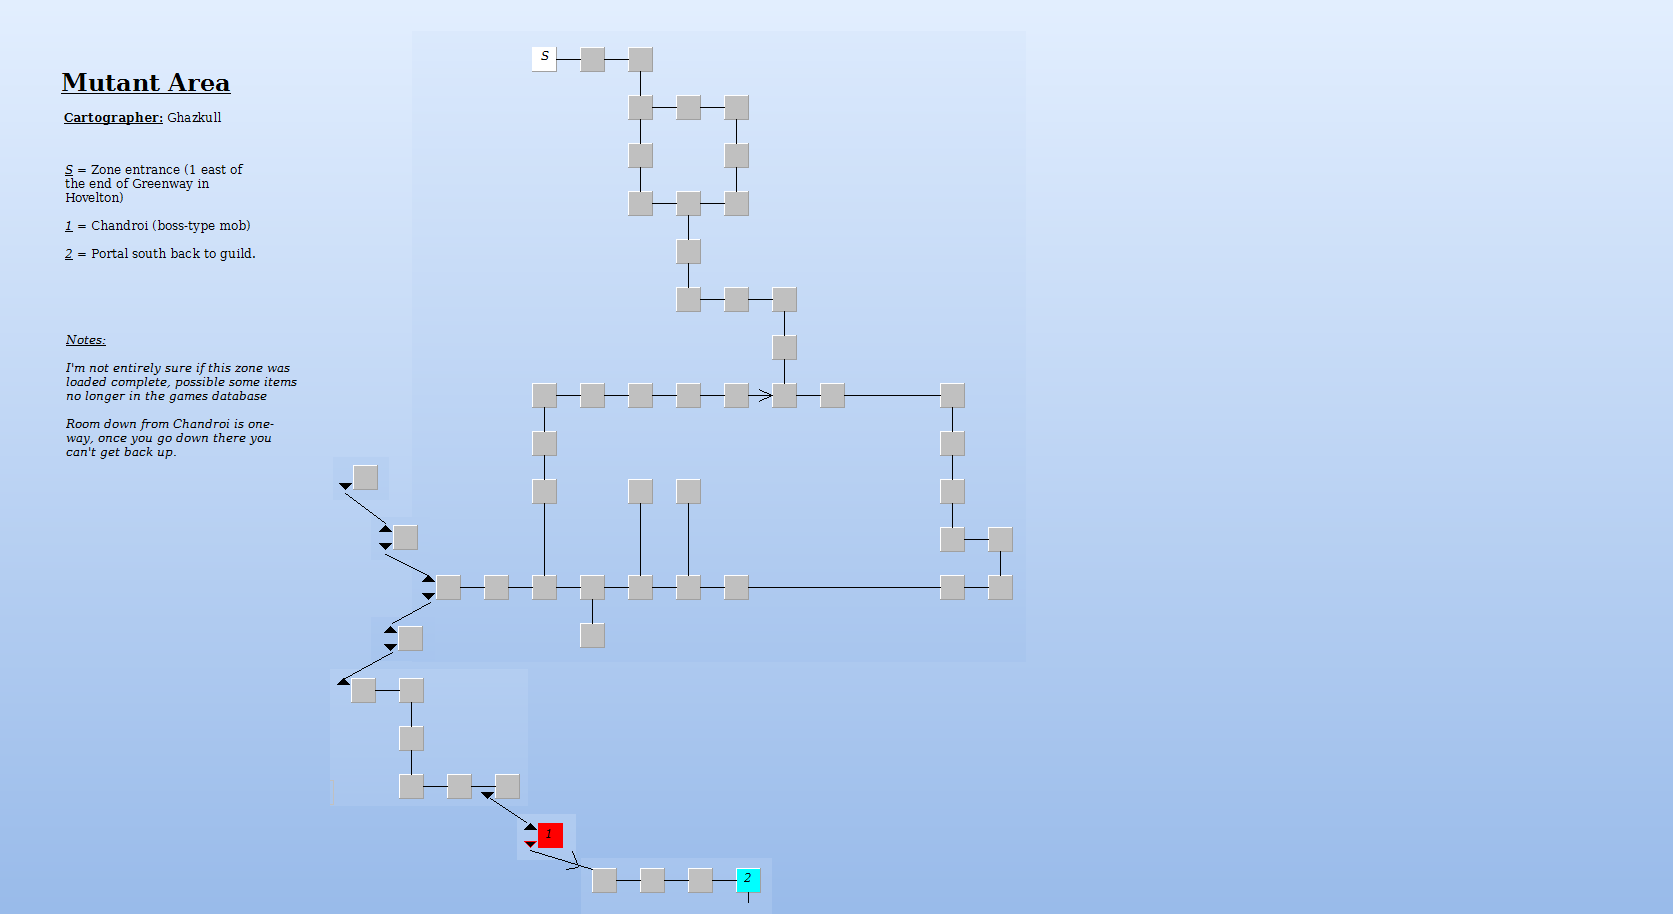 S
Mutant Area
Cartographer: Ghazkull
S = Zone entrance (1 east of
the end of Greenway in
Hovelton)
1 = Chandroi (boss-type mob)
2 = Portal south back to guild.
Notes:
I'm not entirely sure if this zone was
loaded complete, possible some items
no longer in the games database
Room down from Chandroi is one-
way, once you go down there you
can't get back up.
1
2